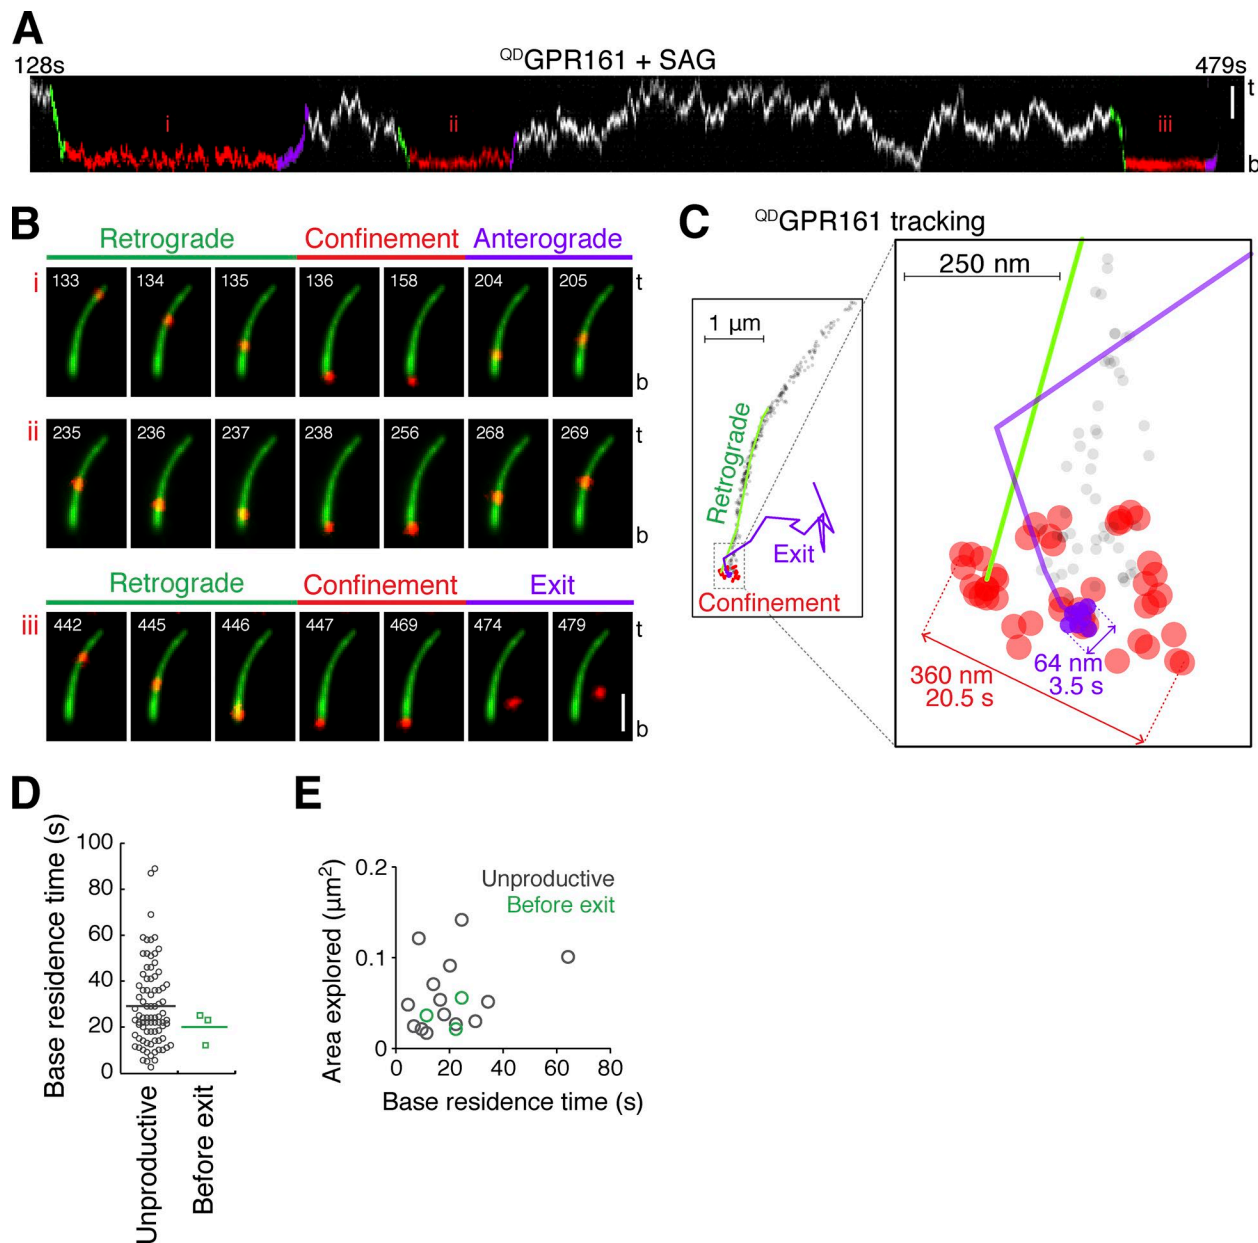 A
QDGPR161 + SAG
128s
479s
t
i
ii
iii
b
B
Retrograde
Confinement
Anterograde
i
133
134
135
136
158
204
205
t
b
ii
235
236
237
238
256
268
269
t
b
Retrograde
Confinement
Exit
iii
442
445
446
447
469
474
479
t
b
C
QDGPR161 tracking
1 µm
Retrograde
Exit
Confinement
250 nm
64 nm
3.5 s
360 nm
20.5 s
D
Base residence time (s)
100
80
60
40
20
0
Unproductive
Before exit
E
Area explored (µm²)
0.2
0.1
0
Unproductive
Before exit
0 20 40 60 80
Base residence time (s)